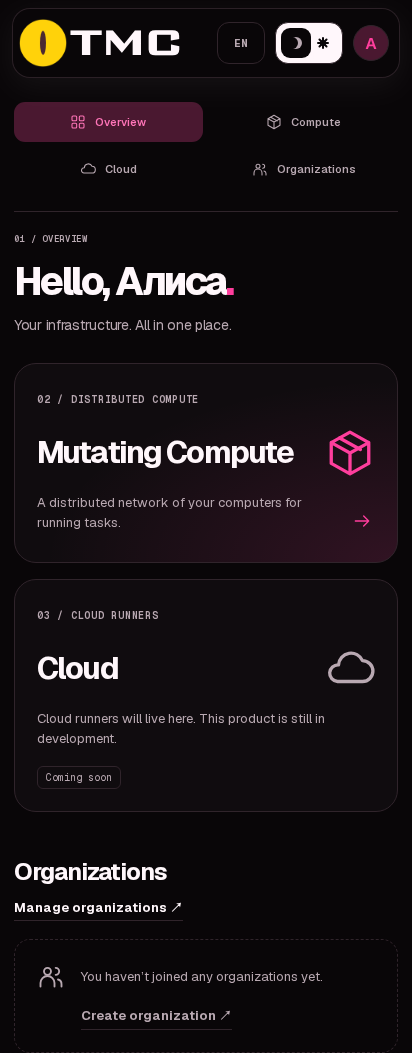 TMC
EN
A
Overview
Compute
Cloud
Organizations
01 / OVERVIEW
Hello, Алиса.
Your infrastructure. All in one place.
02 / DISTRIBUTED COMPUTE
Mutating Compute
A distributed network of your computers for
running tasks.
→
03 / CLOUD RUNNERS
Cloud
Cloud runners will live here. This product is still in
development.
Coming soon
Organizations
Manage organizations ↗
You haven’t joined any organizations yet.
Create organization ↗